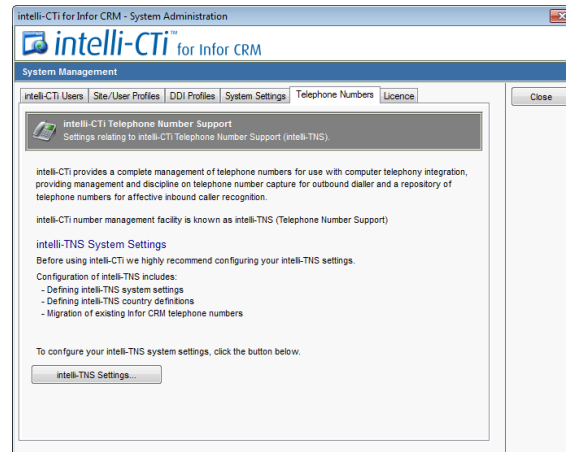 intelli-CTi for Infor CRM - System Administration
intelli-CTi™ for Infor CRM
System Management
intelli-CTi Users Site/User Profiles DDI Profiles System Settings Telephone Numbers Licence
Close
intelli-CTi Telephone Number Support
Settings relating to intelli-CTi Telephone Number Support (intelli-TNS).
intelli-CTi provides a complete management of telephone numbers for use with computer telephony integration,
providing management and discipline on telephone number capture for outbound dialler and a repository of
telephone numbers for affective inbound caller recognition.
intelli-CTi number management facility is known as intelli-TNS (Telephone Number Support)
intelli-TNS System Settings
Before using intelli-CTi we highly recommend configuring your intelli-TNS settings.
Configuration of intelli-TNS includes:
- Defining intelli-TNS system settings
- Defining intelli-TNS country definitions
- Migration of existing Infor CRM telephone numbers
To confgure your intelli-TNS system settings, click the button below.
intelli-TNS Settings...